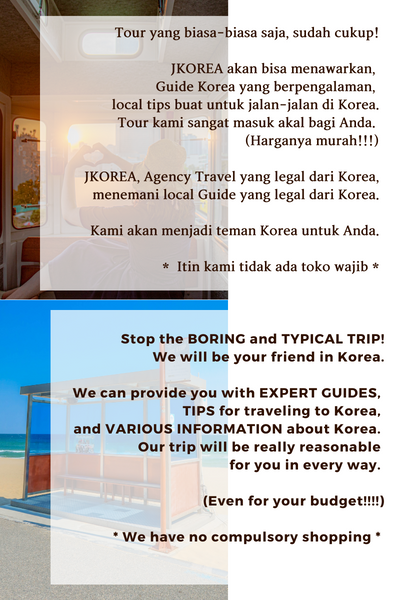 Tour yang biasa-biasa saja, sudah cukup!
JKOREA akan bisa menawarkan,
Guide Korea yang berpengalaman,
local tips buat untuk jalan-jalan di Korea.
Tour kami sangat masuk akal bagi Anda.
(Harganya murah!!!)
JKOREA, Agency Travel yang legal dari Korea,
menemani local Guide yang legal dari Korea.
Kami akan menjadi teman Korea untuk Anda.
* Itin kami tidak ada toko wajib *
Stop the BORING and TYPICAL TRIP!
We will be your friend in Korea.
We can provide you with EXPERT GUIDES,
TIPS for traveling to Korea,
and VARIOUS INFORMATION about Korea.
Our trip will be really reasonable
for you in every way.
(Even for your budget!!!!)
* We have no compulsory shopping *